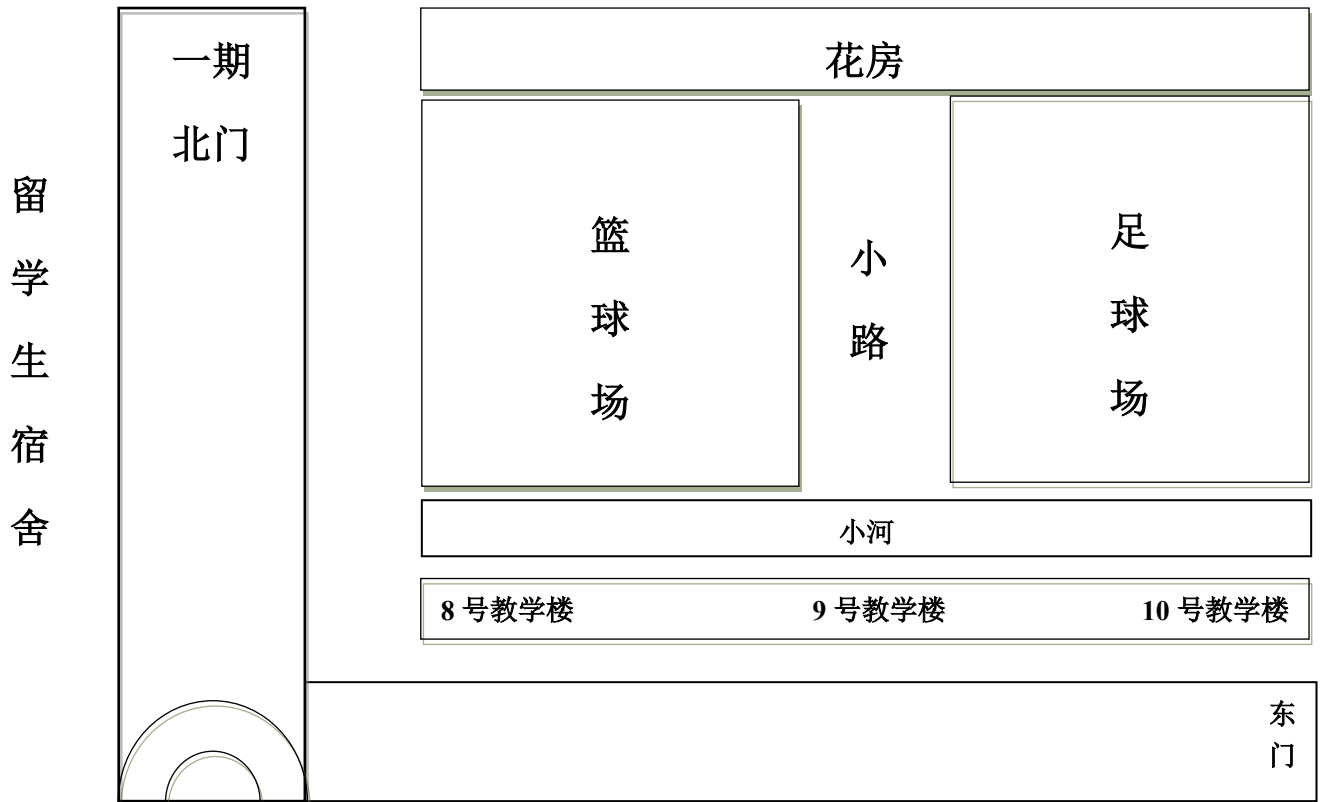 一期
北门
留学生宿舍
花房
篮球场
小路
足球场
小河
8 号教学楼 9 号教学楼 10 号教学楼
东门